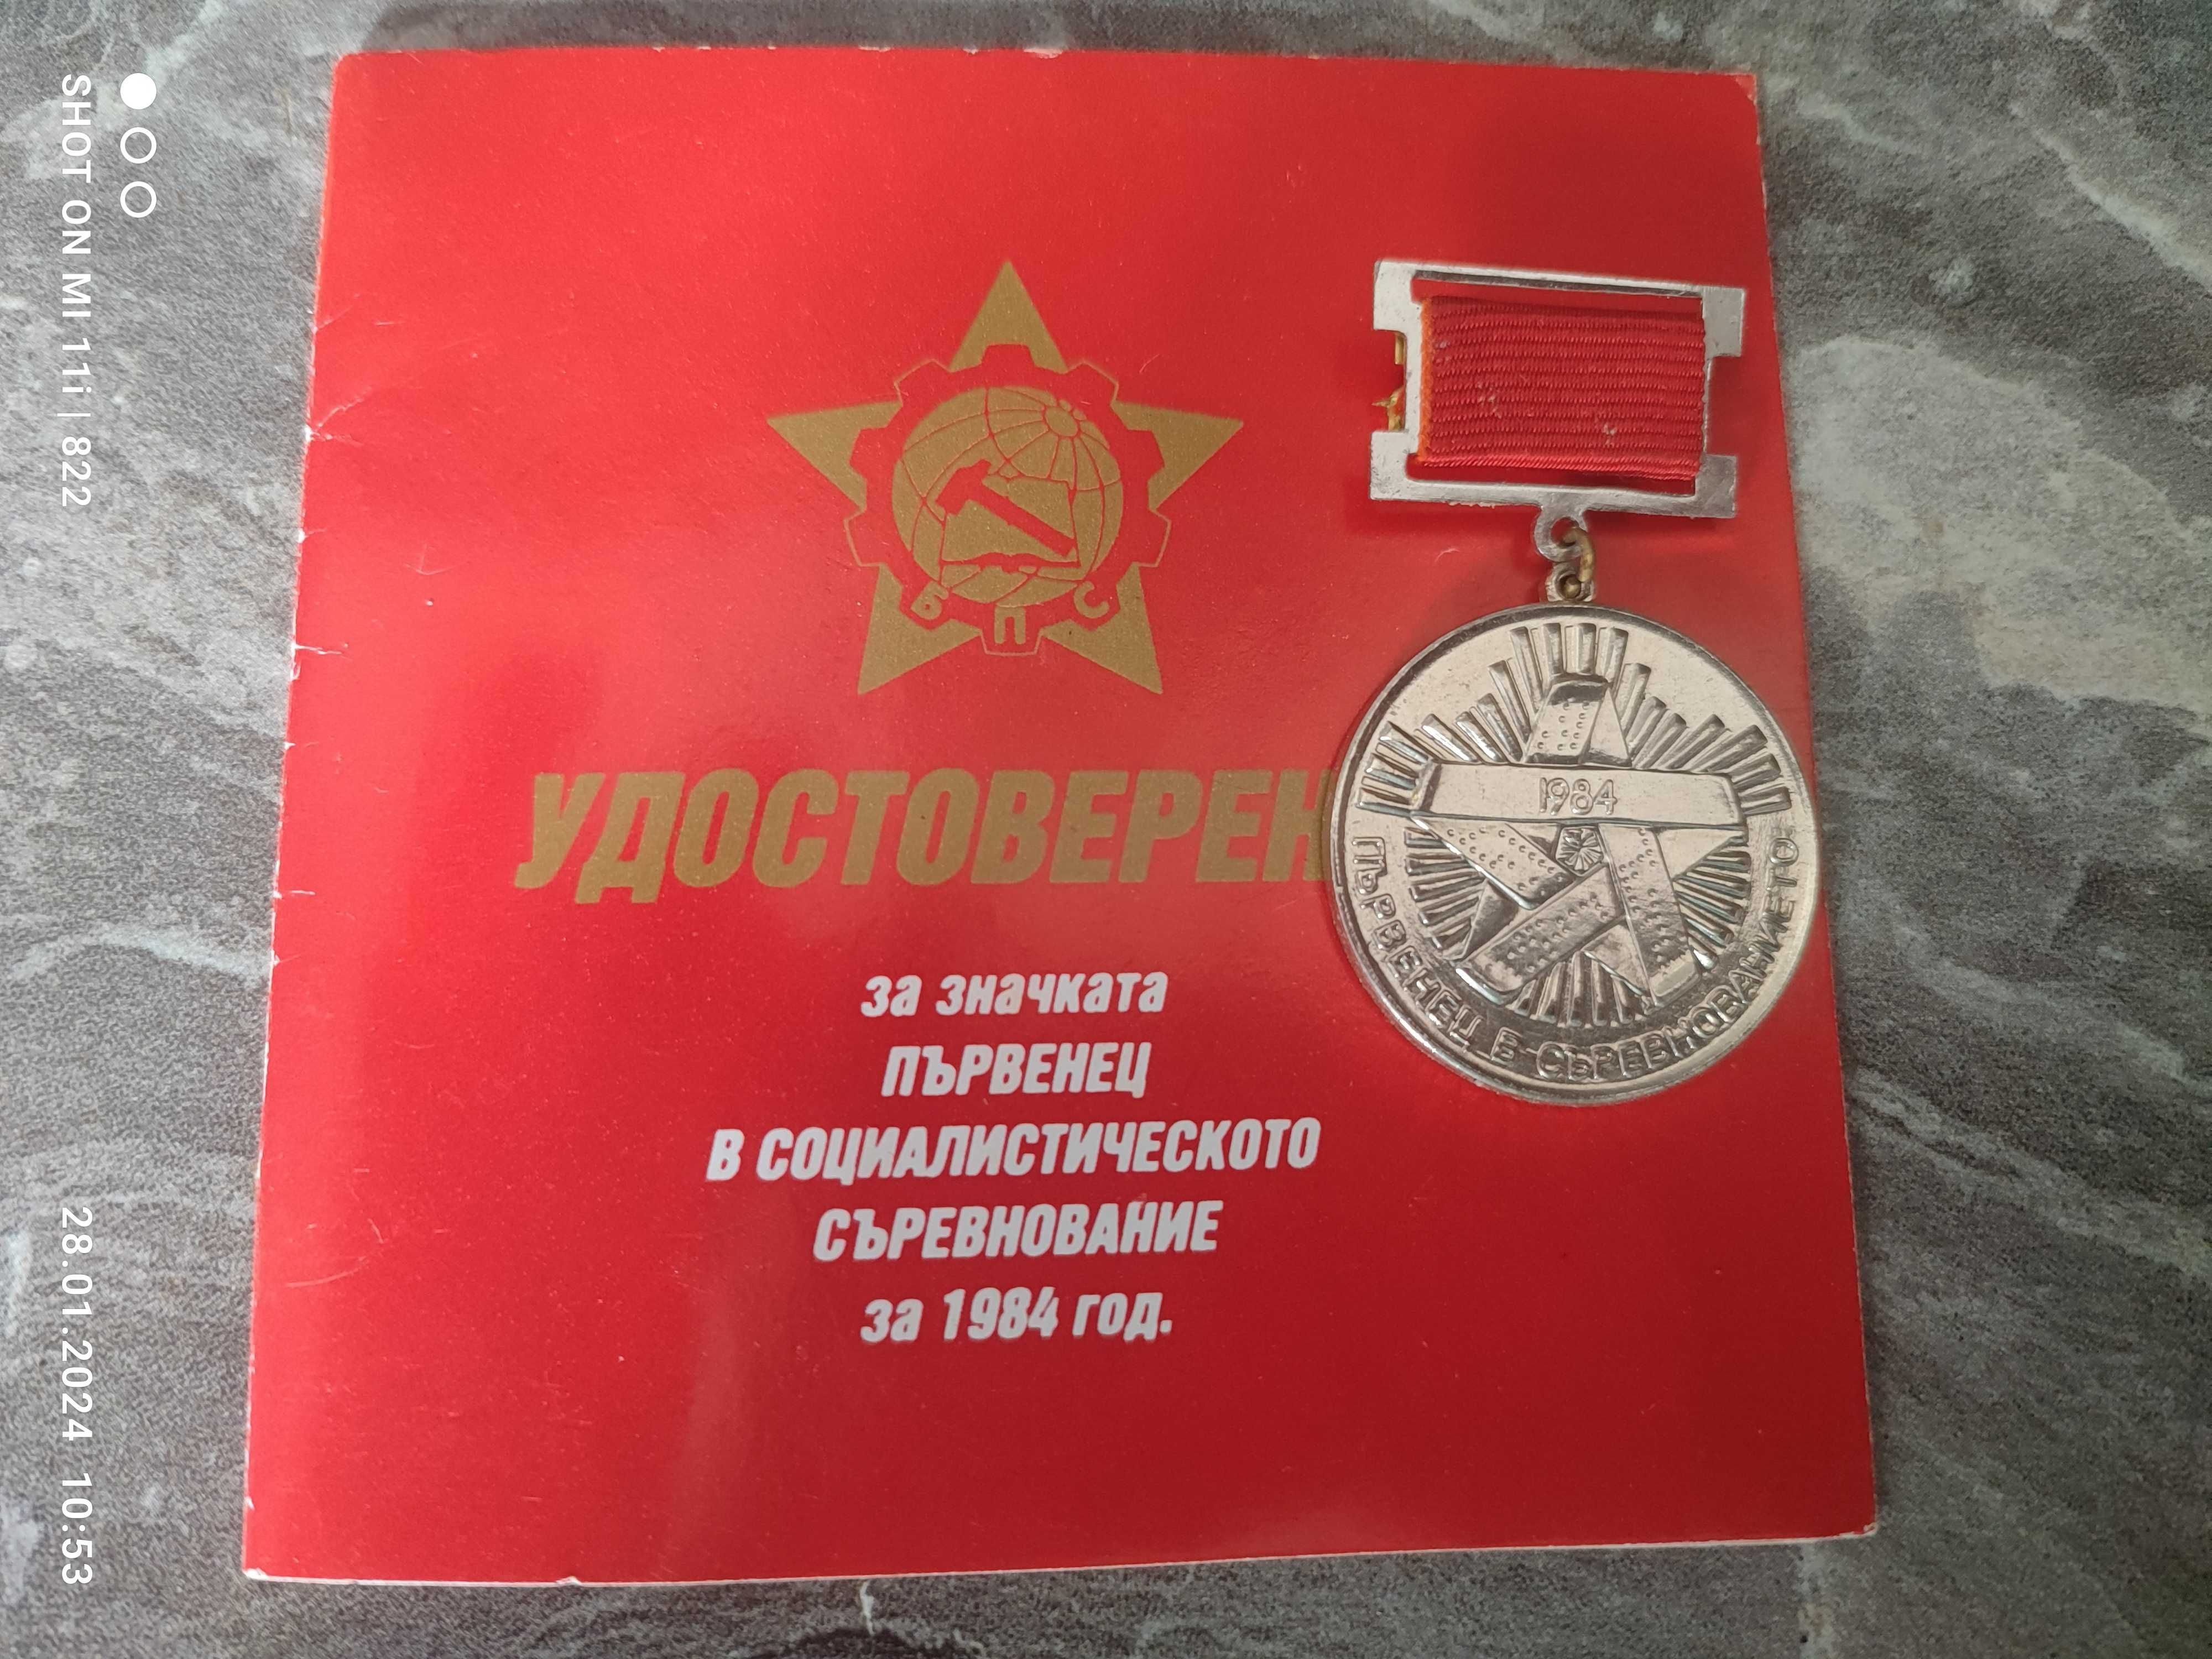 Б П С
УДОСТОВЕРЕН
за значката
ПЪРВЕНЕЦ
В СОЦИАЛИСТИЧЕСКОТО
СЪРЕВНОВАНИЕ
за 1984 год.
1984
ПЪРВЕНЕЦ В СЪРЕВНОВАНИЕТО
SHOT ON MI 11i | 822
28.01.2024 10:53